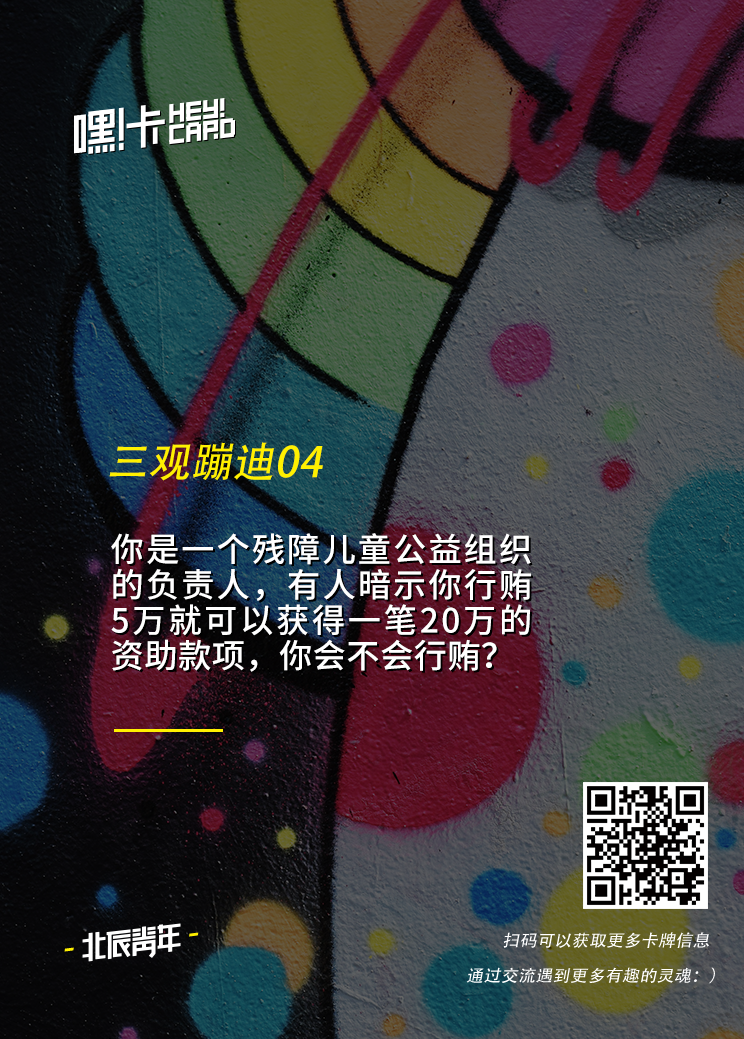 嘿!卡
三观蹦迪04
你是一个残障儿童公益组织
的负责人，有人暗示你行贿
5万就可以获得一笔20万的
资助款项，你会不会行贿？
- 北辰青年 -
扫码可以获取更多卡牌信息
通过交流遇到更多有趣的灵魂：）